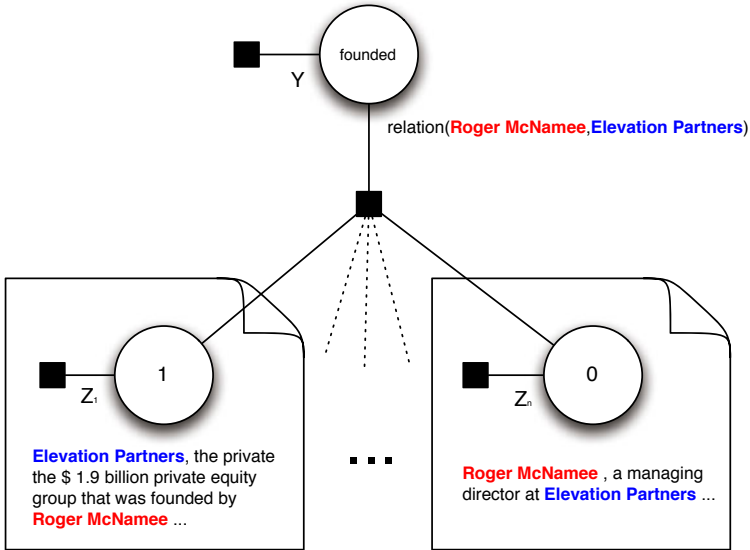 founded
Y
relation(Roger McNamee,Elevation Partners)
1
Z₁
Elevation Partners, the private
the $ 1.9 billion private equity
group that was founded by
Roger McNamee ...
...
0
Zₙ
Roger McNamee , a managing
director at Elevation Partners ...